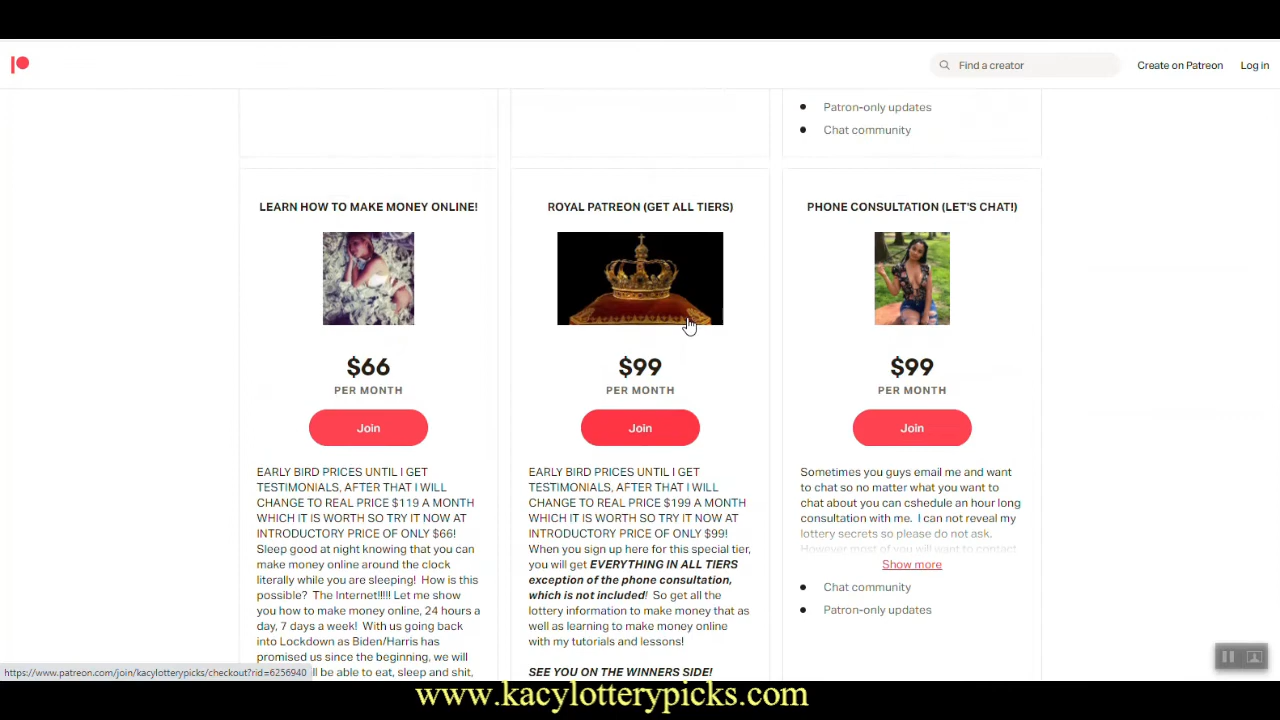 Find a creator
Create on Patreon
Log in
Patron-only updates
Chat community
LEARN HOW TO MAKE MONEY ONLINE!
$66
PER MONTH
Join
EARLY BIRD PRICES UNTIL I GET
TESTIMONIALS, AFTER THAT I WILL
CHANGE TO REAL PRICE $119 A MONTH
WHICH IT IS WORTH SO TRY IT NOW AT
INTRODUCTORY PRICE OF ONLY $66!
Sleep good at night knowing that you can
make money online around the clock
literally while you are sleeping! How is this
possible? The Internet!!!!! Let me show
you how to make money online, 24 hours a
day, 7 days a week! With us going back
into Lockdown as Biden/Harris has
promised us since the beginning, we will
be able to eat, sleep and shit,
ROYAL PATREON (GET ALL TIERS)
$99
PER MONTH
Join
EARLY BIRD PRICES UNTIL I GET
TESTIMONIALS, AFTER THAT I WILL
CHANGE TO REAL PRICE $199 A MONTH
WHICH IT IS WORTH SO TRY IT NOW AT
INTRODUCTORY PRICE OF ONLY $99!
When you sign up here for this special tier,
you will get EVERYTHING IN ALL TIERS
exception of the phone consultation,
which is not included! So get all the
lottery information to make money that as
well as learning to make money online
with my tutorials and lessons!
SEE YOU ON THE WINNERS SIDE!
PHONE CONSULTATION (LET'S CHAT!)
$99
PER MONTH
Join
Sometimes you guys email me and want
to chat so no matter what you want to
chat about you can cshedule an hour long
consultation with me. I can not reveal my
lottery secrets so please do not ask.
However most of you will want to contact
Show more
Chat community
Patron-only updates
https://www.patreon.com/join/kacylotterypicks/checkout?rid=6256940
www.kacylotterypicks.com